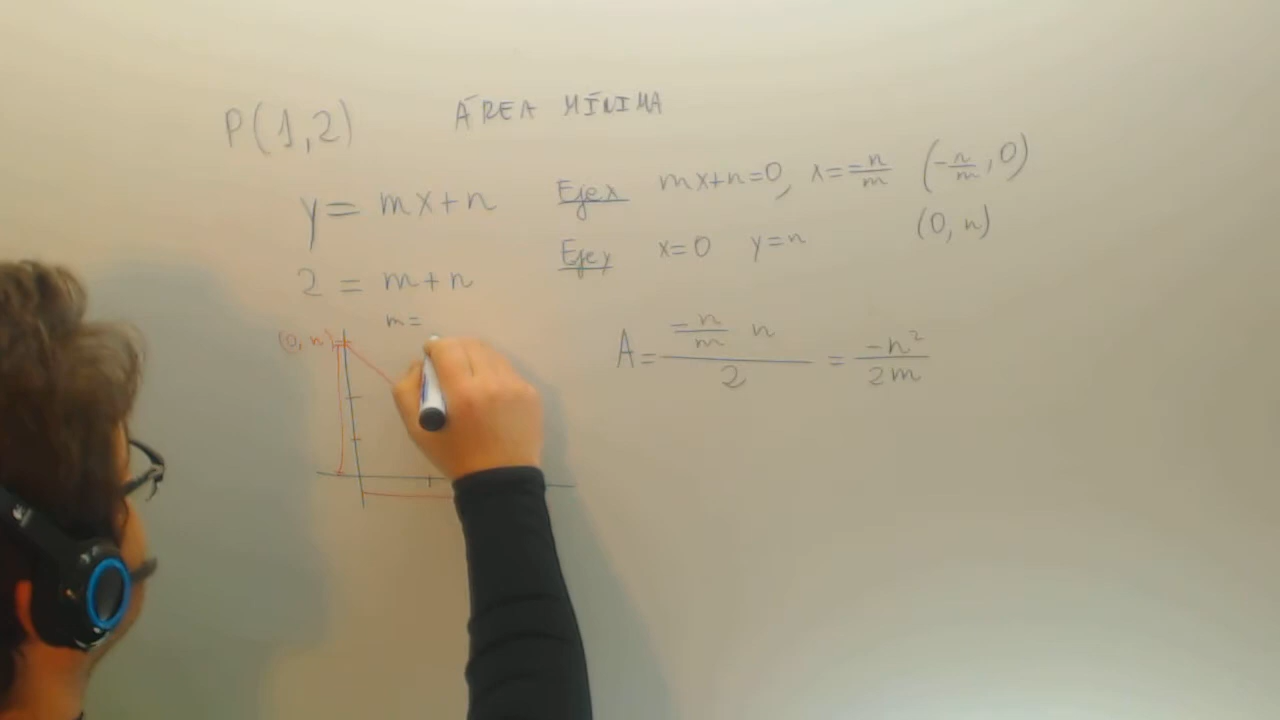 P(1,2) ÁREA MÍNIMA
y = mx+n Eje x mx+n=0, x=-n/m (-n/m, 0)
Eje y x=0 y=n (0, n)
2 = m+n
m=
(0, n)
A = (-n/m n)/2 = -n²/2m